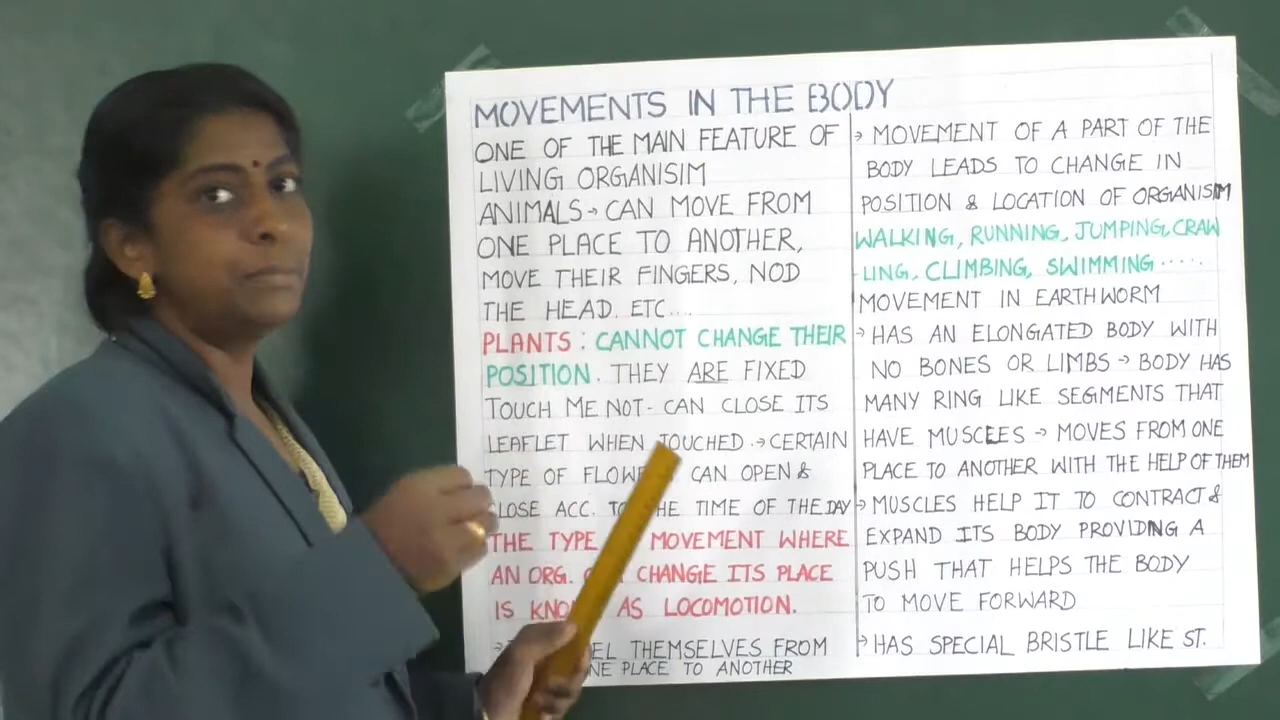 MOVEMENTS IN THE BODY
ONE OF THE MAIN FEATURE OF
LIVING ORGANISIM
ANIMALS→ CAN MOVE FROM
ONE PLACE TO ANOTHER,
MOVE THEIR FINGERS, NOD
THE HEAD. ETC....
PLANTS : CANNOT CHANGE THEIR
POSITION. THEY ARE FIXED
TOUCH ME NOT- CAN CLOSE ITS
LEAFLET WHEN TOUCHED.→ CERTAIN
TYPE OF CAN OPEN &
ACC. THE TIME OF THE DAY
THE TYPE MOVEMENT WHERE
AN ORG. CHANGE ITS PLACE
IS AS LOCOMOTION.
THEMSELVES FROM
PLACE TO ANOTHER
→ MOVEMENT OF A PART OF THE
BODY LEADS TO CHANGE IN
POSITION & LOCATION OF ORGANISIM
WALKING, RUNNING, JUMPING, CRAW
LING, CLIMBING, SWIMMING.....
MOVEMENT IN EARTHWORM
→ HAS AN ELONGATED BODY WITH
NO BONES OR LIMBS → BODY HAS
MANY RING LIKE SEGMENTS THAT
HAVE MUSCLES → MOVES FROM ONE
PLACE TO ANOTHER WITH THE HELP OF THEM
→ MUSCLES HELP IT TO CONTRACT &
EXPAND ITS BODY PROVIDING A
PUSH THAT HELPS THE BODY
TO MOVE FORWARD
→ HAS SPECIAL BRISTLE LIKE ST.